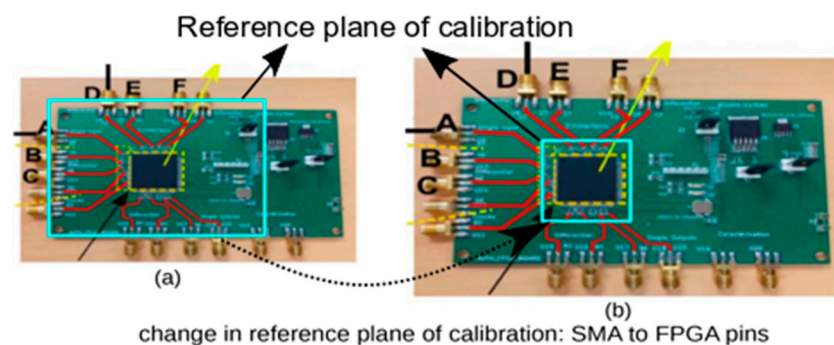 Reference plane of calibration
D E F
A
B
C
D E F
A
B
C
(a)
(b)
change in reference plane of calibration: SMA to FPGA pins